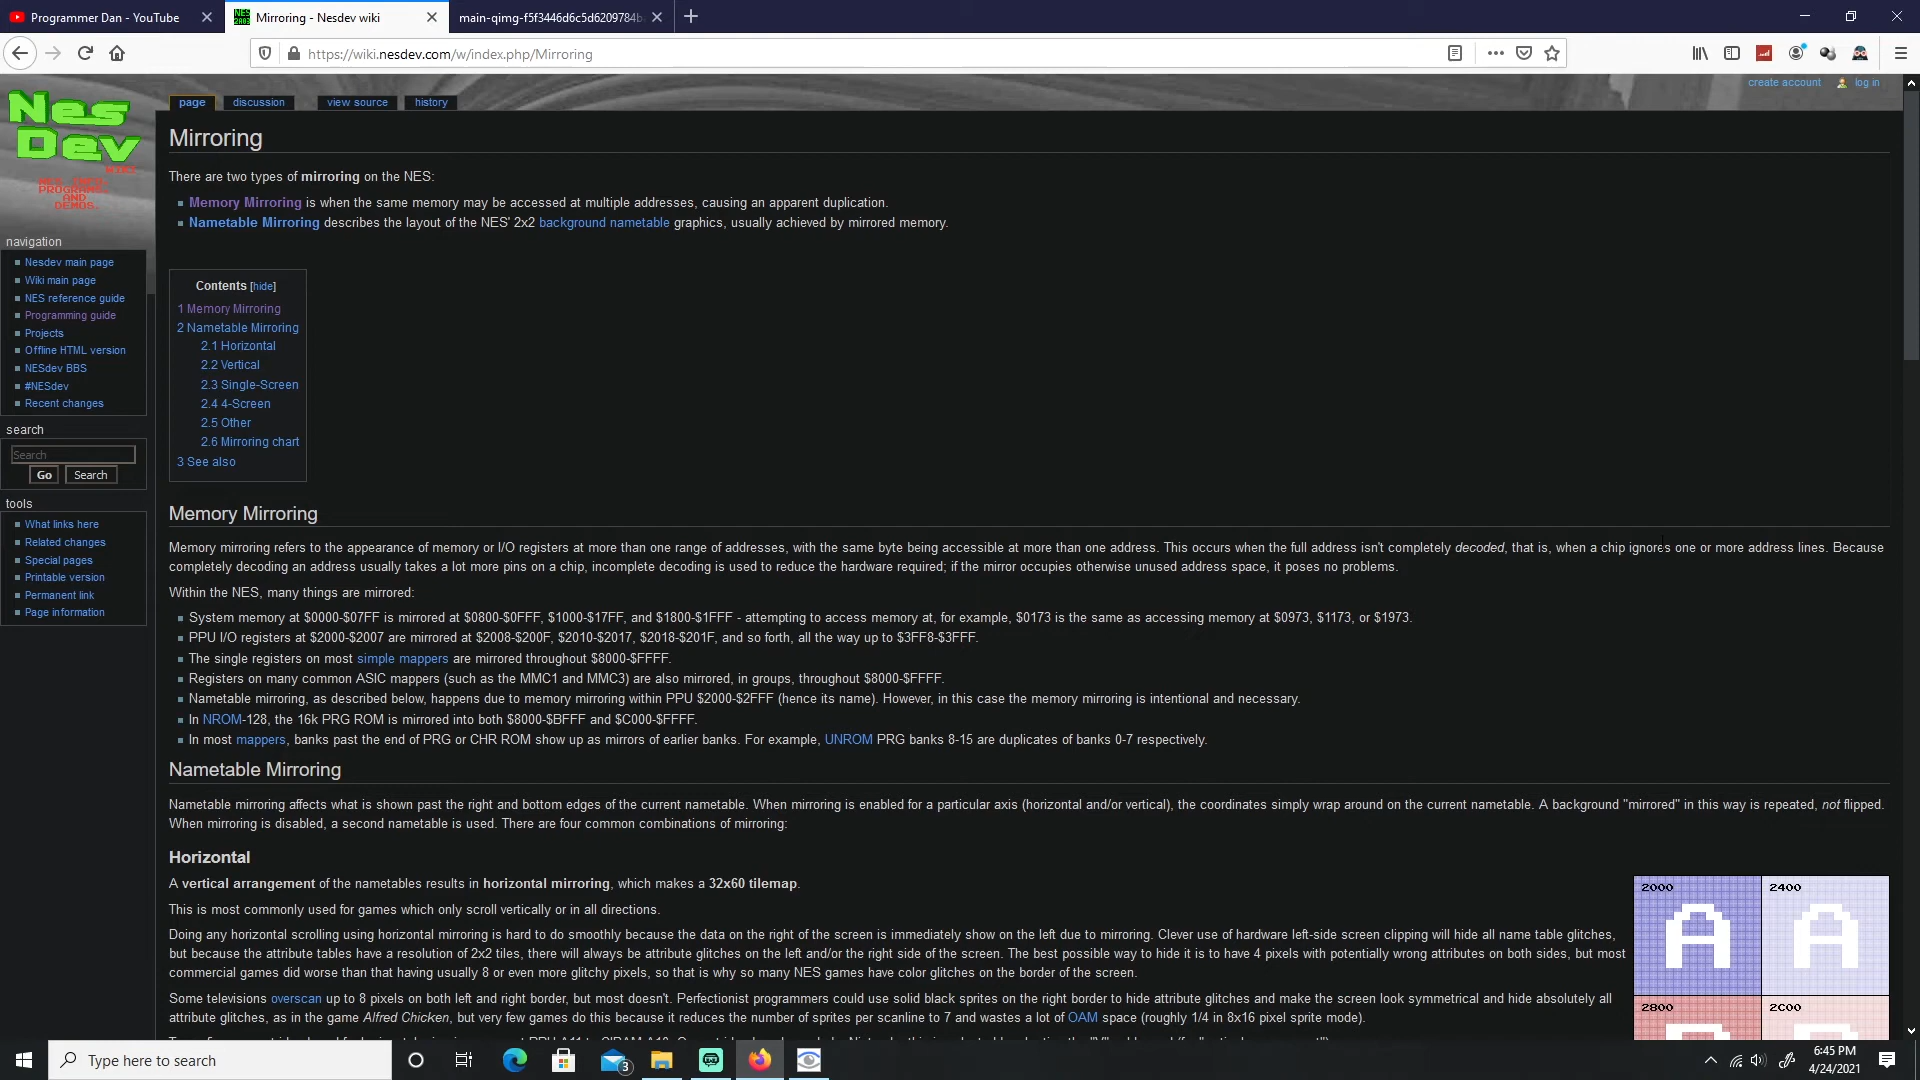 Programmer Dan - YouTube
Mirroring - Nesdev wiki
main-qimg-f5f3446d6c5d6209784b
https://wiki.nesdev.com/w/index.php/Mirroring
create account
log in
page
discussion
view source
history
Nes
Dev
WIKI
NES INFO,
PROGRAMS,
AND
DEMOS.
Mirroring
There are two types of mirroring on the NES:
Memory Mirroring is when the same memory may be accessed at multiple addresses, causing an apparent duplication.
Nametable Mirroring describes the layout of the NES' 2x2 background nametable graphics, usually achieved by mirrored memory.
navigation
Nesdev main page
Wiki main page
NES reference guide
Programming guide
Projects
Offline HTML version
NESdev BBS
#NESdev
Recent changes
search
Search
Go
Search
tools
What links here
Related changes
Special pages
Printable version
Permanent link
Page information
Contents [hide]
1 Memory Mirroring
2 Nametable Mirroring
2.1 Horizontal
2.2 Vertical
2.3 Single-Screen
2.4 4-Screen
2.5 Other
2.6 Mirroring chart
3 See also
Memory Mirroring
Memory mirroring refers to the appearance of memory or I/O registers at more than one range of addresses, with the same byte being accessible at more than one address. This occurs when the full address isn't completely decoded, that is, when a chip ignores one or more address lines. Because
completely decoding an address usually takes a lot more pins on a chip, incomplete decoding is used to reduce the hardware required; if the mirror occupies otherwise unused address space, it poses no problems.
Within the NES, many things are mirrored:
System memory at $0000-$07FF is mirrored at $0800-$0FFF, $1000-$17FF, and $1800-$1FFF - attempting to access memory at, for example, $0173 is the same as accessing memory at $0973, $1173, or $1973.
PPU I/O registers at $2000-$2007 are mirrored at $2008-$200F, $2010-$2017, $2018-$201F, and so forth, all the way up to $3FF8-$3FFF.
The single registers on most simple mappers are mirrored throughout $8000-$FFFF.
Registers on many common ASIC mappers (such as the MMC1 and MMC3) are also mirrored, in groups, throughout $8000-$FFFF.
Nametable mirroring, as described below, happens due to memory mirroring within PPU $2000-$2FFF (hence its name). However, in this case the memory mirroring is intentional and necessary.
In NROM-128, the 16k PRG ROM is mirrored into both $8000-$BFFF and $C000-$FFFF.
In most mappers, banks past the end of PRG or CHR ROM show up as mirrors of earlier banks. For example, UNROM PRG banks 8-15 are duplicates of banks 0-7 respectively.
Nametable Mirroring
Nametable mirroring affects what is shown past the right and bottom edges of the current nametable. When mirroring is enabled for a particular axis (horizontal and/or vertical), the coordinates simply wrap around on the current nametable. A background "mirrored" in this way is repeated, not flipped.
When mirroring is disabled, a second nametable is used. There are four common combinations of mirroring:
Horizontal
A vertical arrangement of the nametables results in horizontal mirroring, which makes a 32x60 tilemap.
This is most commonly used for games which only scroll vertically or in all directions.
Doing any horizontal scrolling using horizontal mirroring is hard to do smoothly because the data on the right of the screen is immediately show on the left due to mirroring. Clever use of hardware left-side screen clipping will hide all name table glitches,
but because the attribute tables have a resolution of 2x2 tiles, there will always be attribute glitches on the left and/or the right side of the screen. The best possible way to hide it is to have 4 pixels with potentially wrong attributes on both sides, but most
commercial games did worse than that having usually 8 or even more glitchy pixels, so that is why so many NES games have color glitches on the border of the screen.
Some televisions overscan up to 8 pixels on both left and right border, but most doesn't. Perfectionist programmers could use solid black sprites on the right border to hide attribute glitches and make the screen look symmetrical and hide absolutely all
attribute glitches, as in the game Alfred Chicken, but very few games do this because it reduces the number of sprites per scanline to 7 and wastes a lot of OAM space (roughly 1/4 in 8x16 pixel sprite mode).
2000
2400
A
A
2800
2C00
Type here to search
3
6:45 PM
4/24/2021